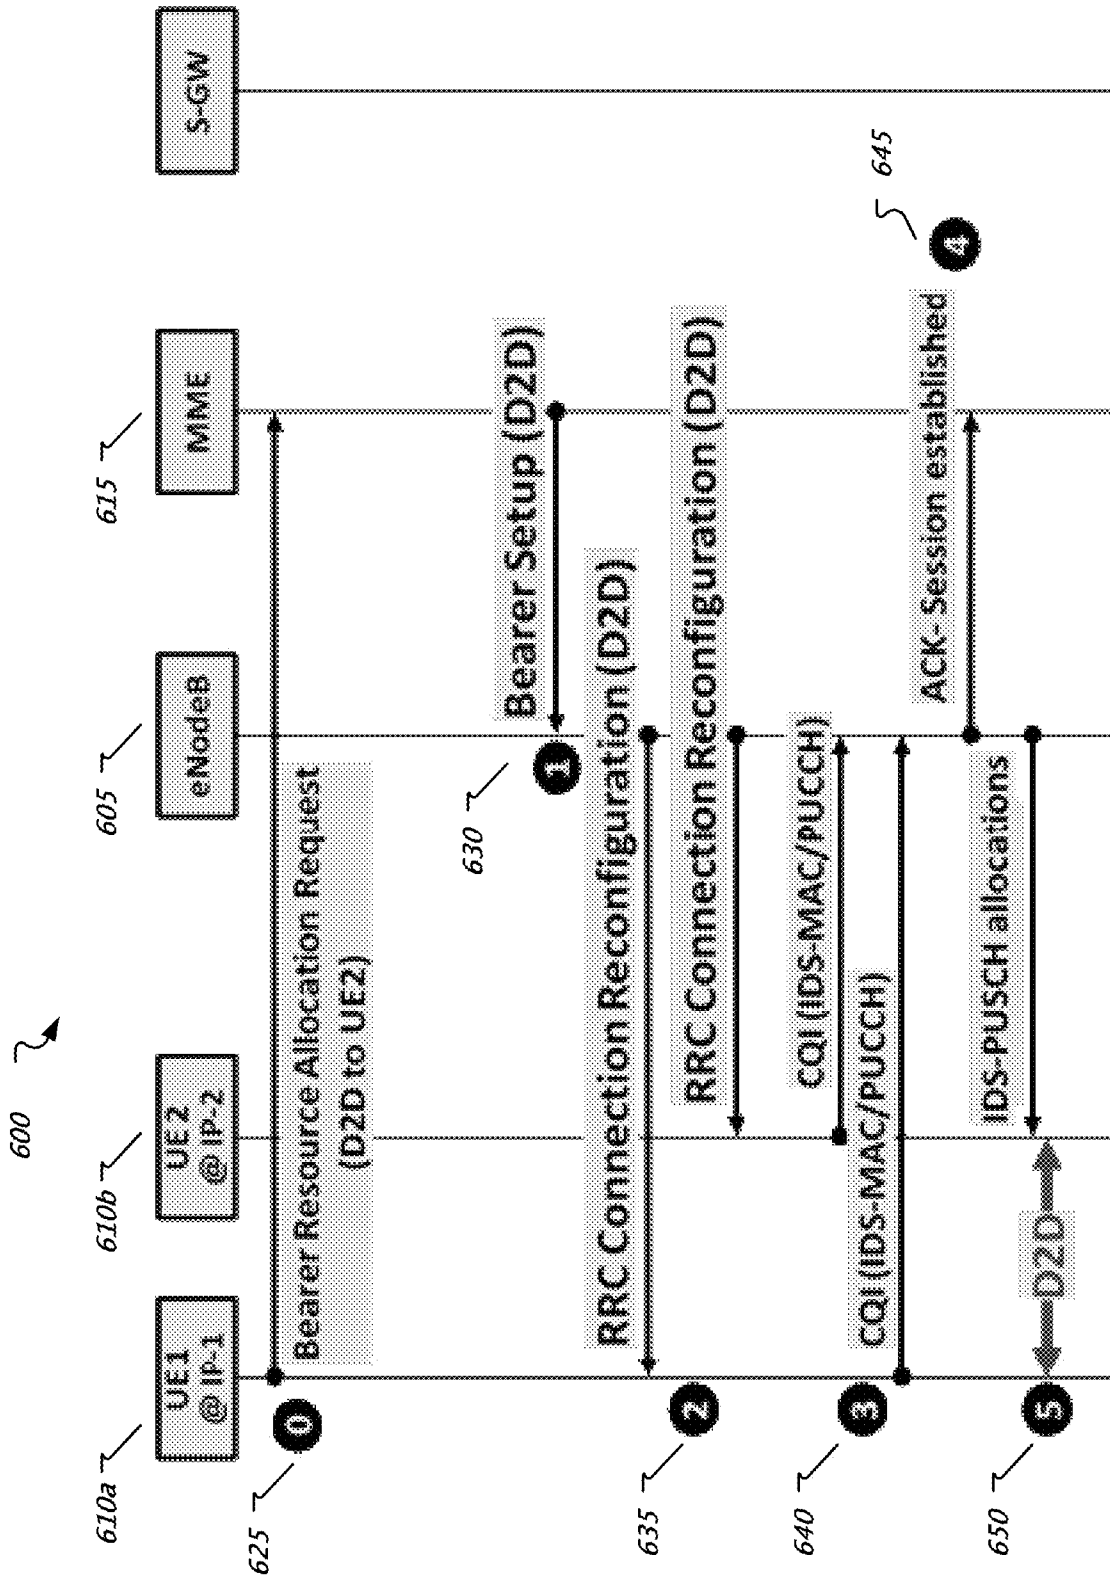 600
610a
610b
605
615
UE1
@ IP-1
UE2
@ IP-2
eNodeB
MME
S-GW
625
0
Bearer Resource Allocation Request
(D2D to UE2)
630
1
Bearer Setup (D2D)
635
2
RRC Connection Reconfiguration (D2D)
RRC Connection Reconfiguration (D2D)
640
3
CQI (IDS-MAC/PUCCH)
CQI (IDS-MAC/PUCCH)
ACK- Session established
4
645
650
5
D2D
IDS-PUSCH allocations